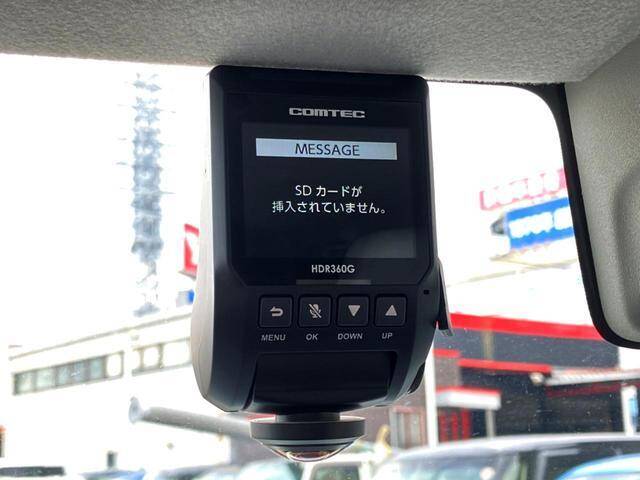 COMTEC
MESSAGE
SDカードが
挿入されていません。
HDR360G
MENU OK DOWN UP